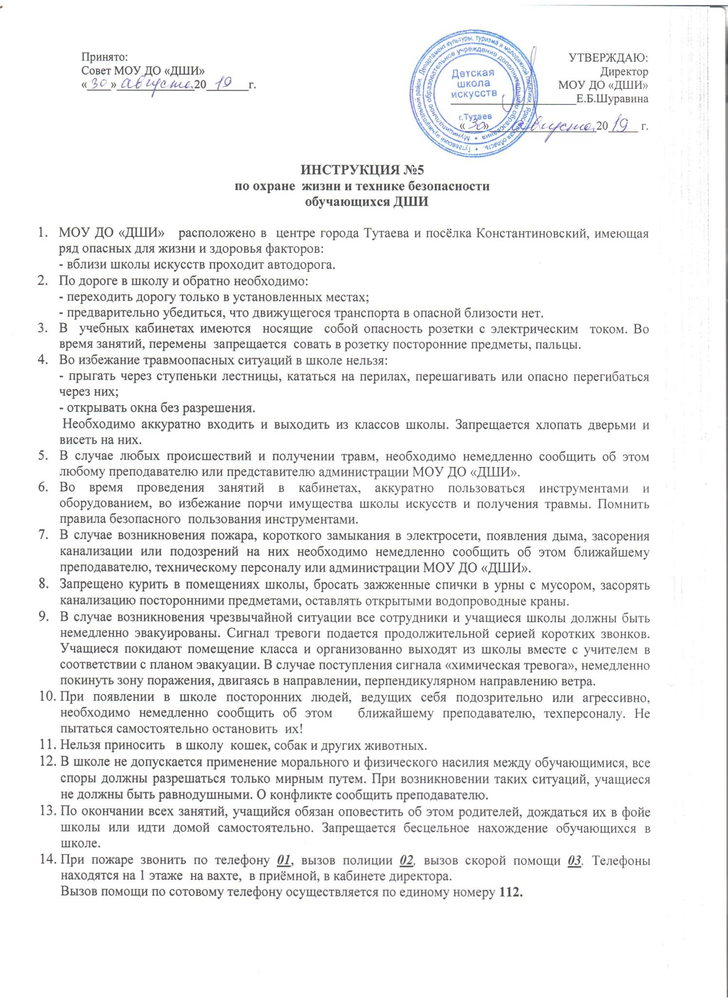 Принято:
Совет МОУ ДО «ДШИ»
«30» августа 2019г.
УТВЕРЖДАЮ:
Директор
МОУ ДО «ДШИ»
Е.Б.Шуравина
«30» августа 2019 г.
Тутаевский муниципальный район. Департамент культуры, туризма и молодежной политики. Ярославская область.
Муниципальное образовательное учреждение дополнительного образования
Детская
школа
искусств
г.Тутаев
ИНСТРУКЦИЯ №5
по охране жизни и технике безопасности
обучающихся ДШИ
1. МОУ ДО «ДШИ» расположено в центре города Тутаева и посёлка Константиновский, имеющая
ряд опасных для жизни и здоровья факторов:
- вблизи школы искусств проходит автодорога.
2. По дороге в школу и обратно необходимо:
- переходить дорогу только в установленных местах;
- предварительно убедиться, что движущегося транспорта в опасной близости нет.
3. В учебных кабинетах имеются носящие собой опасность розетки с электрическим током. Во
время занятий, перемены запрещается совать в розетку посторонние предметы, пальцы.
4. Во избежание травмоопасных ситуаций в школе нельзя:
- прыгать через ступеньки лестницы, кататься на перилах, перешагивать или опасно перегибаться
через них;
- открывать окна без разрешения.
Необходимо аккуратно входить и выходить из классов школы. Запрещается хлопать дверьми и
висеть на них.
5. В случае любых происшествий и получении травм, необходимо немедленно сообщить об этом
любому преподавателю или представителю администрации МОУ ДО «ДШИ».
6. Во время проведения занятий в кабинетах, аккуратно пользоваться инструментами и
оборудованием, во избежание порчи имущества школы искусств и получения травмы. Помнить
правила безопасного пользования инструментами.
7. В случае возникновения пожара, короткого замыкания в электросети, появления дыма, засорения
канализации или подозрений на них необходимо немедленно сообщить об этом ближайшему
преподавателю, техническому персоналу или администрации МОУ ДО «ДШИ».
8. Запрещено курить в помещениях школы, бросать зажженные спички в урны с мусором, засорять
канализацию посторонними предметами, оставлять открытыми водопроводные краны.
9. В случае возникновения чрезвычайной ситуации все сотрудники и учащиеся школы должны быть
немедленно эвакуированы. Сигнал тревоги подается продолжительной серией коротких звонков.
Учащиеся покидают помещение класса и организованно выходят из школы вместе с учителем в
соответствии с планом эвакуации. В случае поступления сигнала «химическая тревога», немедленно
покинуть зону поражения, двигаясь в направлении, перпендикулярном направлению ветра.
10. При появлении в школе посторонних людей, ведущих себя подозрительно или агрессивно,
необходимо немедленно сообщить об этом ближайшему преподавателю, техперсоналу. Не
пытаться самостоятельно остановить их!
11. Нельзя приносить в школу кошек, собак и других животных.
12. В школе не допускается применение морального и физического насилия между обучающимися, все
споры должны разрешаться только мирным путем. При возникновении таких ситуаций, учащиеся
не должны быть равнодушными. О конфликте сообщить преподавателю.
13. По окончании всех занятий, учащийся обязан оповестить об этом родителей, дождаться их в фойе
школы или идти домой самостоятельно. Запрещается бесцельное нахождение обучающихся в
школе.
14. При пожаре звонить по телефону 01, вызов полиции 02, вызов скорой помощи 03. Телефоны
находятся на 1 этаже на вахте, в приёмной, в кабинете директора.
Вызов помощи по сотовому телефону осуществляется по единому номеру 112.